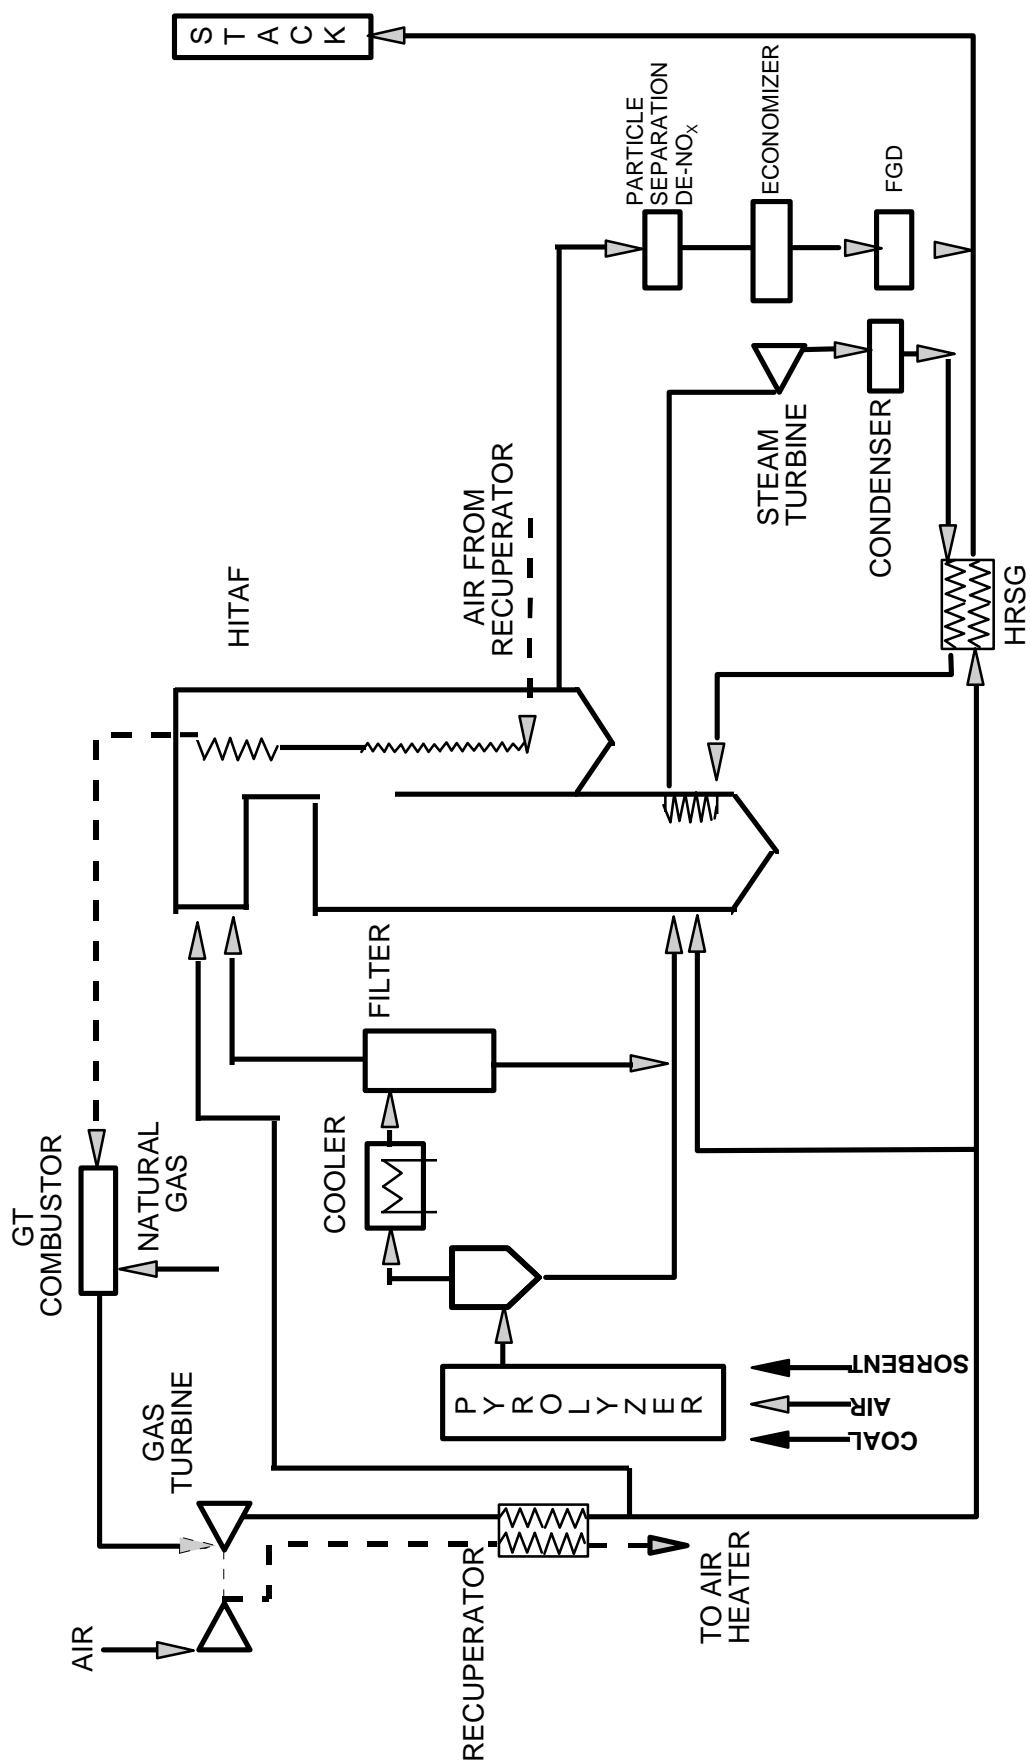 STACK
PARTICLE
SEPARATION
DE-NOX
ECONOMIZER
FGD
HITAF
AIR FROM
RECUPERATOR
STEAM
TURBINE
CONDENSER
HRSG
FILTER
COOLER
GT
COMBUSTOR
NATURAL
GAS
PYROLYZER
SORBENT
AIR
COAL
GAS
TURBINE
AIR
RECUPERATOR
TO AIR
HEATER